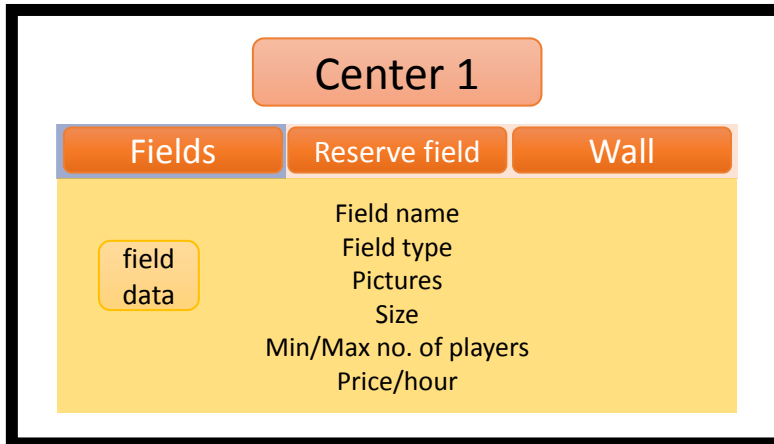 Center 1
Fields
Reserve field
Wall
field
data
Field name
Field type
Pictures
Size
Min/Max no. of players
Price/hour